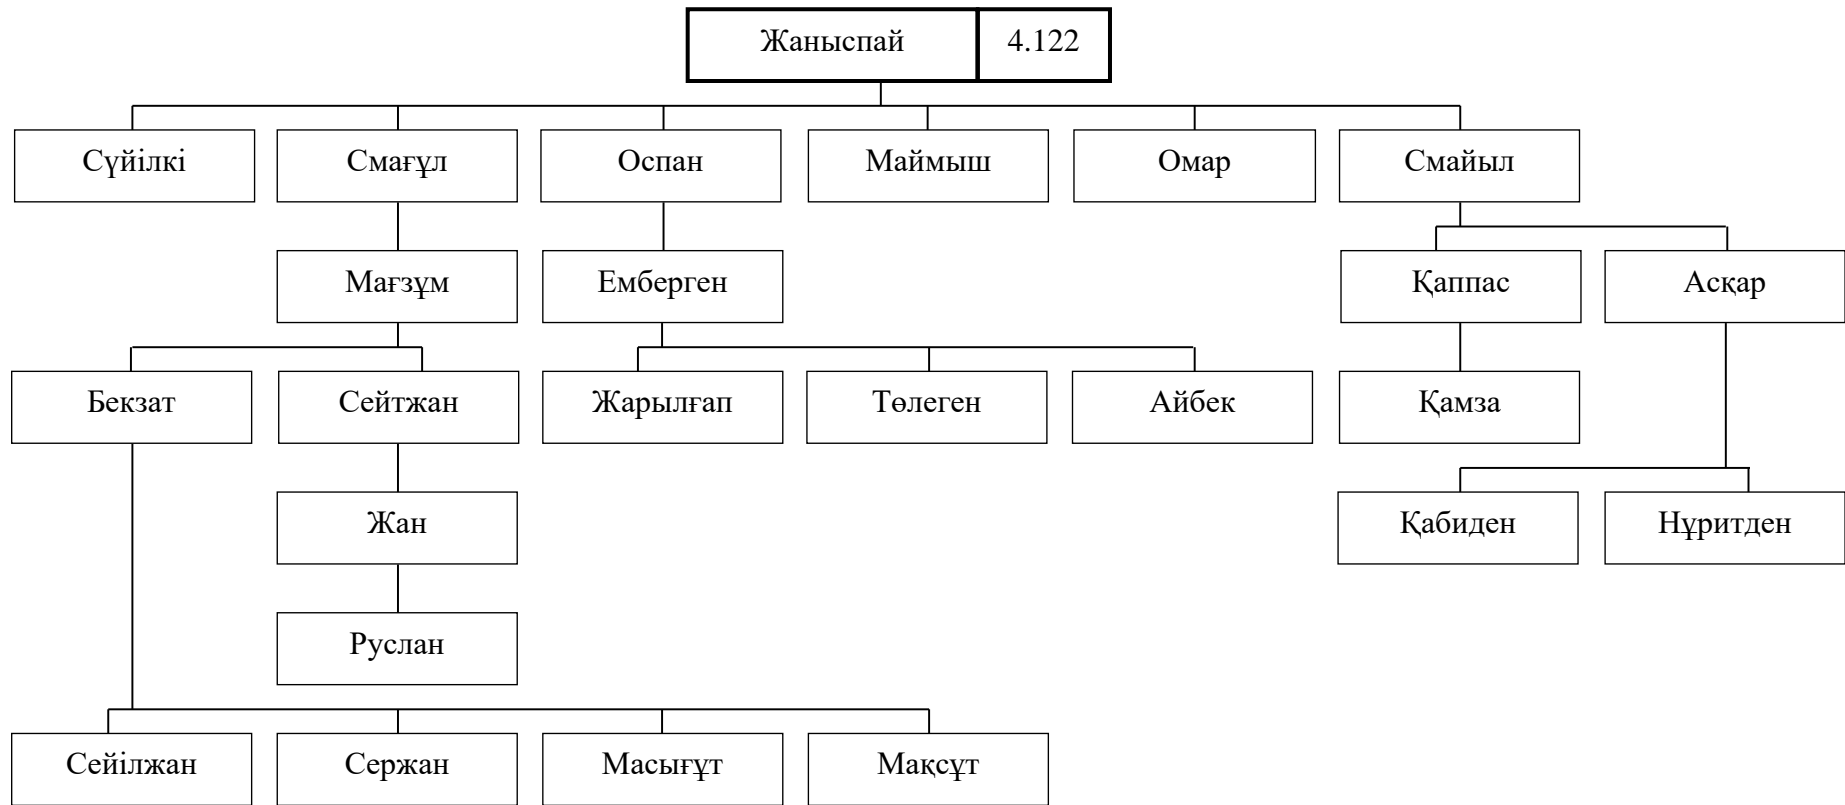 Жаныспай 4.122
Сүйілкі Смағұл Оспан Маймыш Омар Смайыл
Мағзұм Емберген Қаппас Асқар
Бекзат Сейтжан Жарылғап Төлеген Айбек Қамза
Жан Қабиден Нұритден
Руслан
Сейілжан Сержан Масығұт Мақсұт